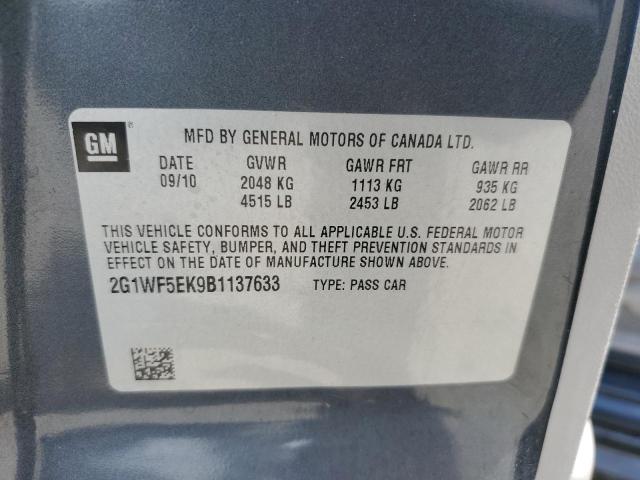 GM
MFD BY GENERAL MOTORS OF CANADA LTD.
DATE GVWR GAWR FRT GAWR RR
09/10 2048 KG 1113 KG 935 KG
4515 LB 2453 LB 2062 LB
THIS VEHICLE CONFORMS TO ALL APPLICABLE U.S. FEDERAL MOTOR
VEHICLE SAFETY, BUMPER, AND THEFT PREVENTION STANDARDS IN
EFFECT ON THE DATE OF MANUFACTURE SHOWN ABOVE.
2G1WF5EK9B1137633 TYPE: PASS CAR